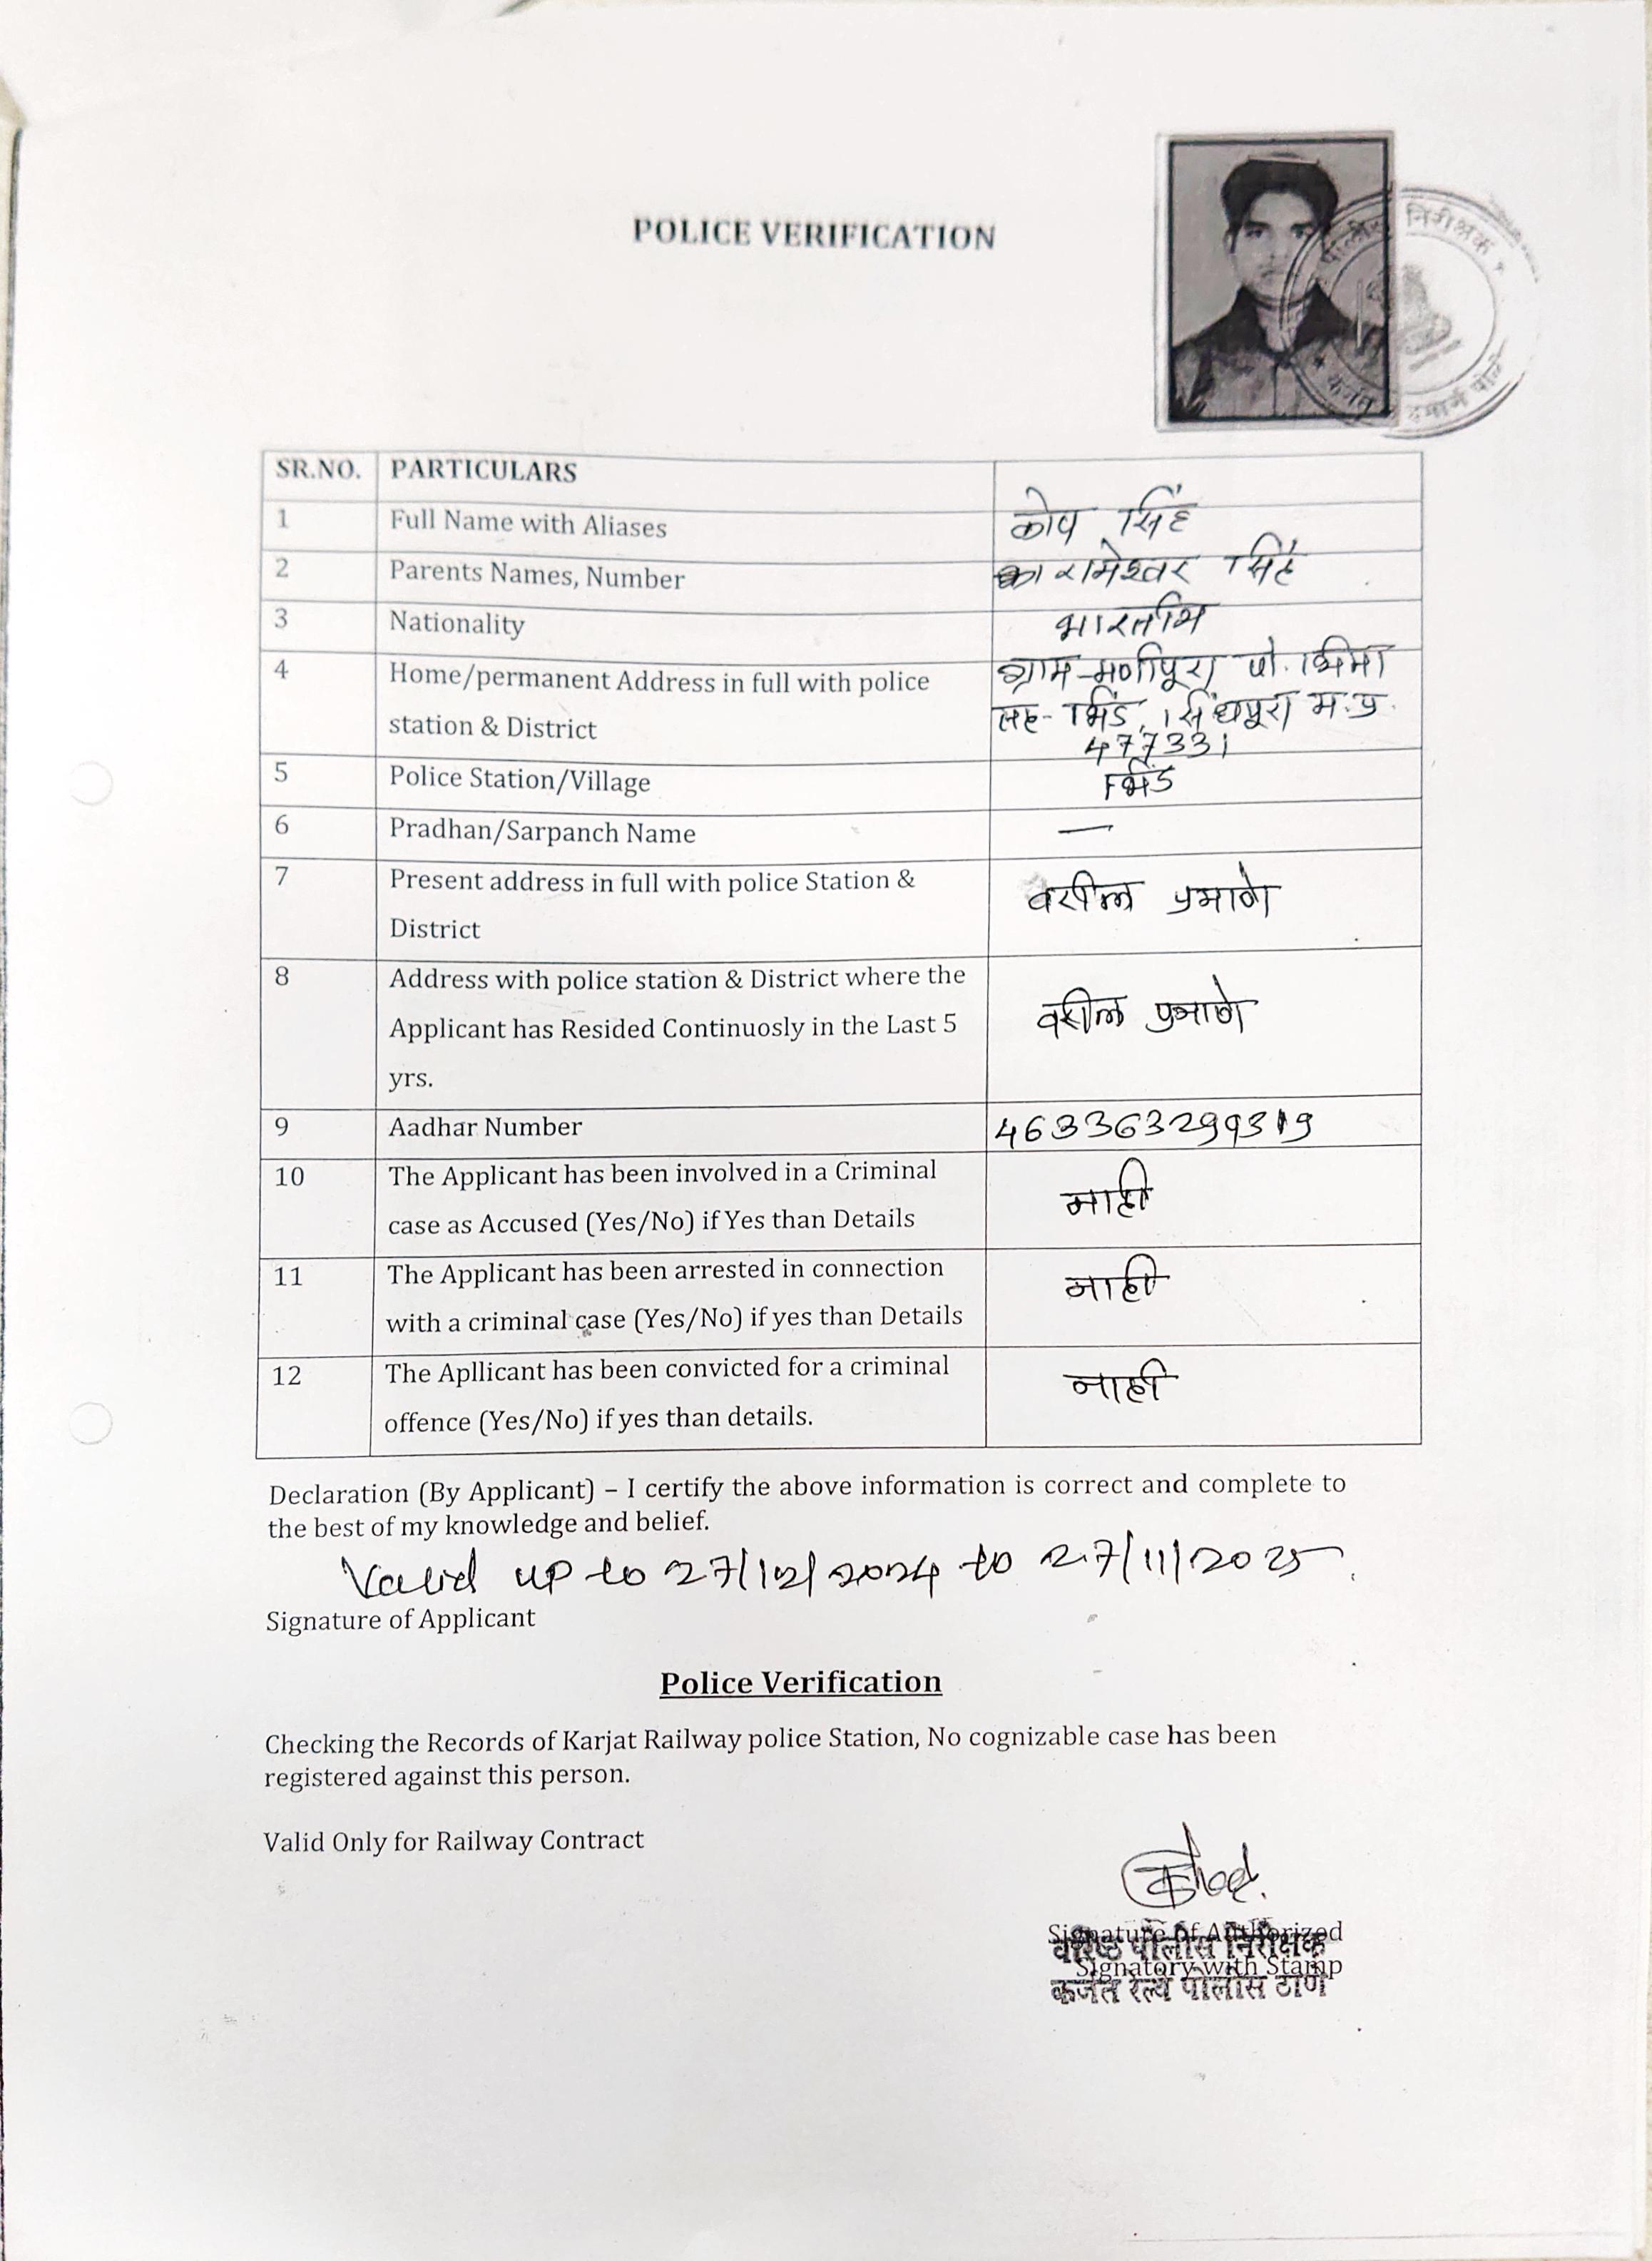 POLICE VERIFICATION
पोलीस निरीक्षक
कर्जत
SR.NO. PARTICULARS
1 Full Name with Aliases कोप सिंह
2 Parents Names, Number रामेश्वर सिंह
3 Nationality भारतीय
4 Home/permanent Address in full with police ग्राम-मणीपूरा पो.
station & District भिंड, सिंधपूरा म.प्र.
477331
5 Police Station/Village भिंड
6 Pradhan/Sarpanch Name —
7 Present address in full with police Station & वरील प्रमाणे
District
8 Address with police station & District where the
Applicant has Resided Continuosly in the Last 5 वरील प्रमाणे
yrs.
9 Aadhar Number 463363299319
10 The Applicant has been involved in a Criminal नाही
case as Accused (Yes/No) if Yes than Details
11 The Applicant has been arrested in connection नाही
with a criminal case (Yes/No) if yes than Details
12 The Apllicant has been convicted for a criminal नाही
offence (Yes/No) if yes than details.
Declaration (By Applicant) – I certify the above information is correct and complete to
the best of my knowledge and belief.
Valid up to 27/12/2024 to 27/11/2025
Signature of Applicant
Police Verification
Checking the Records of Karjat Railway police Station, No cognizable case has been
registered against this person.
Valid Only for Railway Contract
Signature of Authorized
वरिष्ठ पोलीस निरीक्षक
Signatory with Stamp
कर्जत रेल्वे पोलीस ठाणे